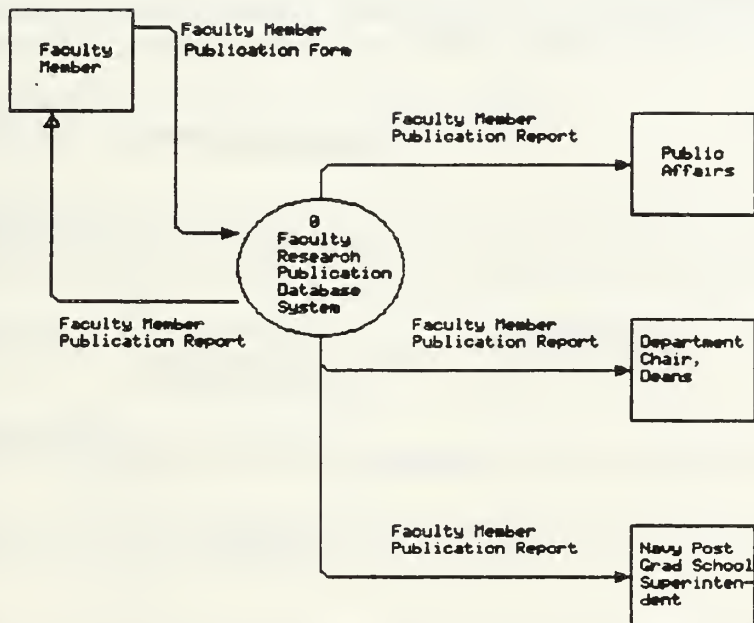 Faculty
Member
Faculty Member
Publication Form
Faculty Member
Publication Report
Public
Affairs
0
Faculty
Research
Publication
Database
System
Faculty Member
Publication Report
Faculty Member
Publication Report
Department
Chair,
Deans
Faculty Member
Publication Report
Navy Post
Grad School
Superinten-
dent